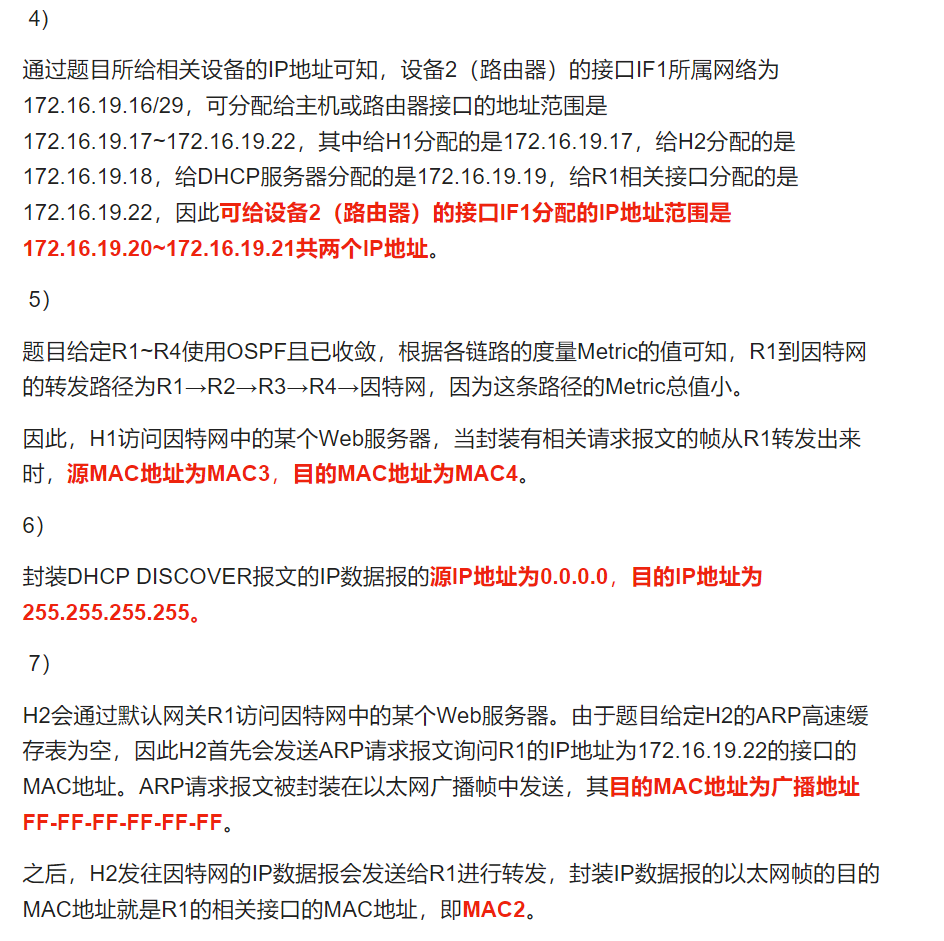 4)
通过题目所给相关设备的IP地址可知，设备2（路由器）的接口IF1所属网络为
172.16.19.16/29，可分配给主机或路由器接口的地址范围是
172.16.19.17~172.16.19.22，其中给H1分配的是172.16.19.17，给H2分配的是
172.16.19.18，给DHCP服务器分配的是172.16.19.19，给R1相关接口分配的是
172.16.19.22，因此可给设备2（路由器）的接口IF1分配的IP地址范围是
172.16.19.20~172.16.19.21共两个IP地址。
5)
题目给定R1~R4使用OSPF且已收敛，根据各链路的度量Metric的值可知，R1到因特网
的转发路径为R1→R2→R3→R4→因特网，因为这条路径的Metric总值小。
因此，H1访问因特网中的某个Web服务器，当封装有相关请求报文的帧从R1转发出来
时，源MAC地址为MAC3，目的MAC地址为MAC4。
6)
封装DHCP DISCOVER报文的IP数据报的源IP地址为0.0.0.0，目的IP地址为
255.255.255.255。
7)
H2会通过默认网关R1访问因特网中的某个Web服务器。由于题目给定H2的ARP高速缓
存表为空，因此H2首先会发送ARP请求报文询问R1的IP地址为172.16.19.22的接口的
MAC地址。ARP请求报文被封装在以太网广播帧中发送，其目的MAC地址为广播地址
FF-FF-FF-FF-FF-FF。
之后，H2发往因特网的IP数据报会发送给R1进行转发，封装IP数据报的以太网帧的目的
MAC地址就是R1的相关接口的MAC地址，即MAC2。